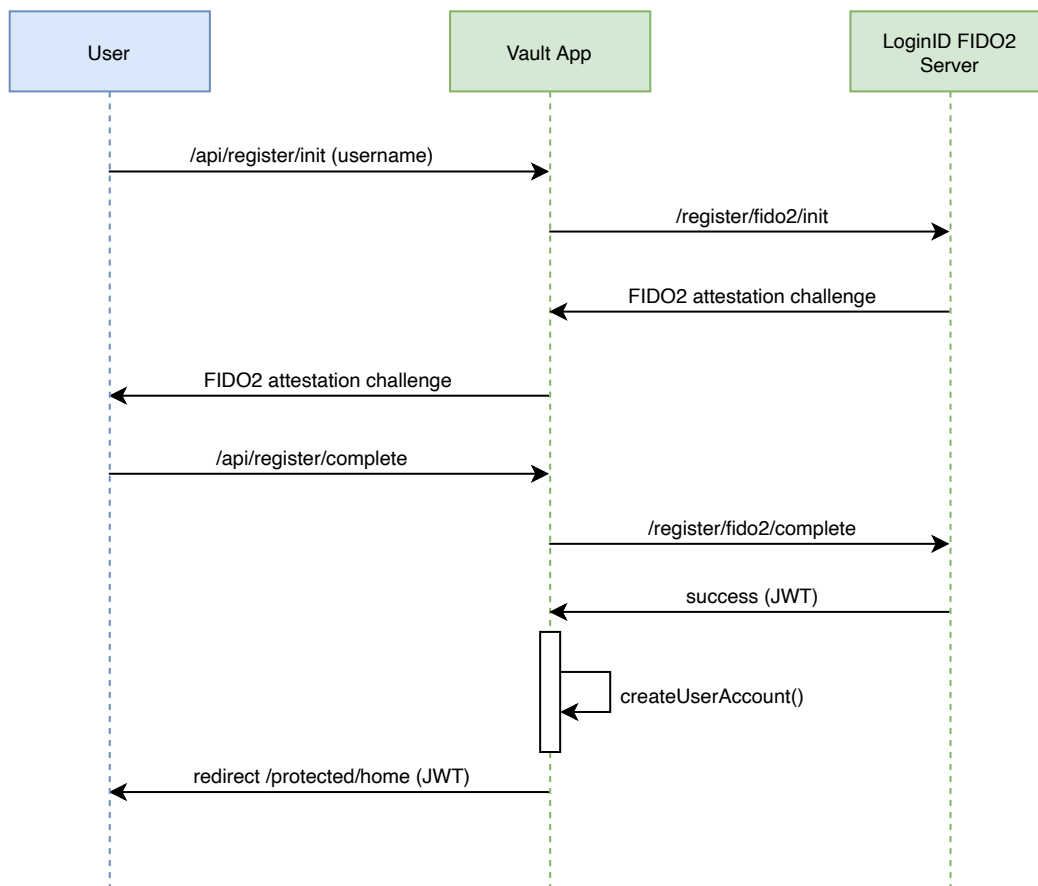 User
Vault App
LoginID FIDO2
Server
/api/register/init (username)
/register/fido2/init
FIDO2 attestation challenge
FIDO2 attestation challenge
/api/register/complete
/register/fido2/complete
success (JWT)
createUserAccount()
redirect /protected/home (JWT)